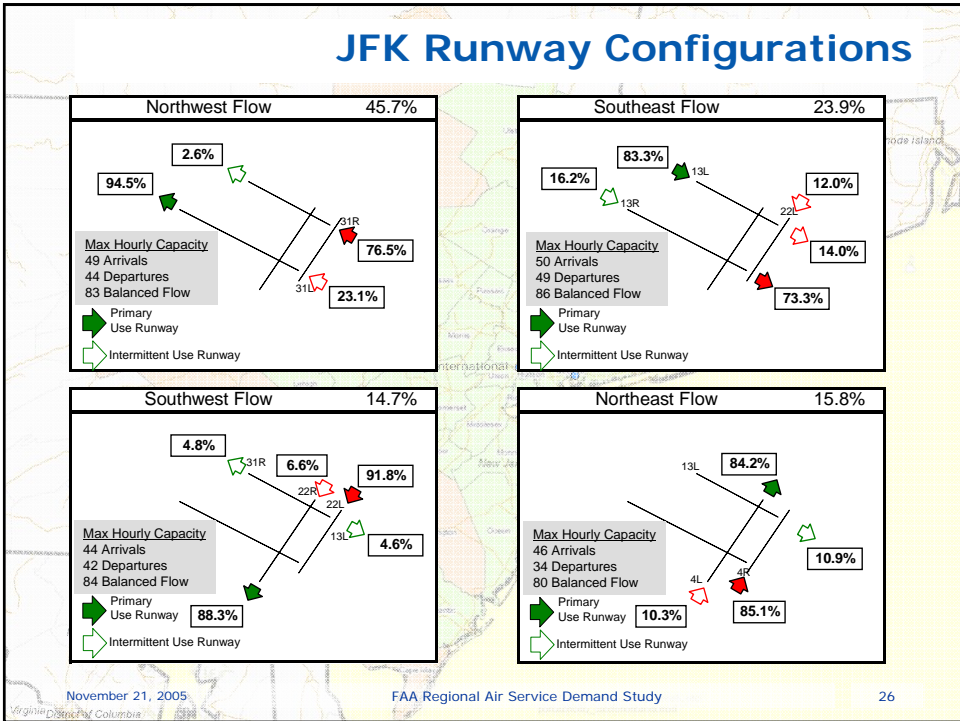 JFK Runway Configurations
Northwest Flow 45.7%
2.6%
94.5%
31R
76.5%
31L
23.1%
Max Hourly Capacity
49 Arrivals
44 Departures
83 Balanced Flow
Primary
Use Runway
Intermittent Use Runway
Southeast Flow 23.9%
83.3%
13L
16.2%
13R
12.0%
22L
14.0%
73.3%
Max Hourly Capacity
50 Arrivals
49 Departures
86 Balanced Flow
Primary
Use Runway
Intermittent Use Runway
Southwest Flow 14.7%
4.8%
31R
6.6%
91.8%
22R
22L
13L
4.6%
Max Hourly Capacity
44 Arrivals
42 Departures
84 Balanced Flow
Primary
Use Runway
88.3%
Intermittent Use Runway
Northeast Flow 15.8%
13L
84.2%
10.9%
4L
4R
10.3%
85.1%
Max Hourly Capacity
46 Arrivals
34 Departures
80 Balanced Flow
Primary
Use Runway
Intermittent Use Runway
November 21, 2005 FAA Regional Air Service Demand Study 26
Virginia District of Columbia